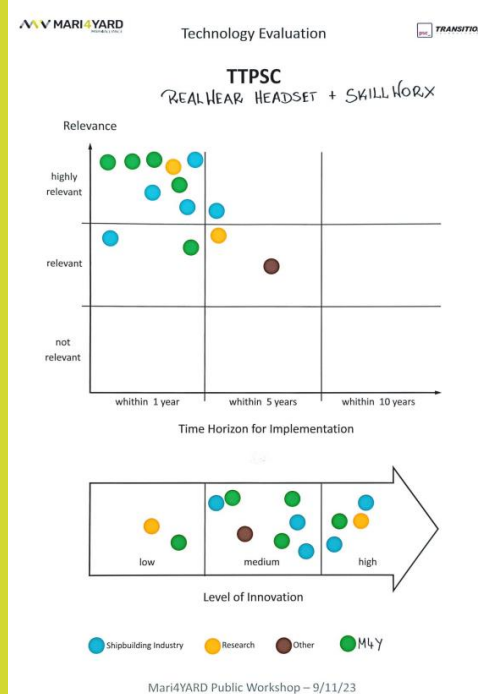 MARI4YARD
Technology Evaluation
TRANSITION
TTPSC
REALWEAR HEADSET + SKILLWORX
Relevance
highly
relevant
relevant
not
relevant
whithin 1 year
whithin 5 years
whithin 10 years
Time Horizon for Implementation
low
medium
high
Level of Innovation
Shipbuilding Industry
Research
Other
M4Y
Mari4YARD Public Workshop – 9/11/23